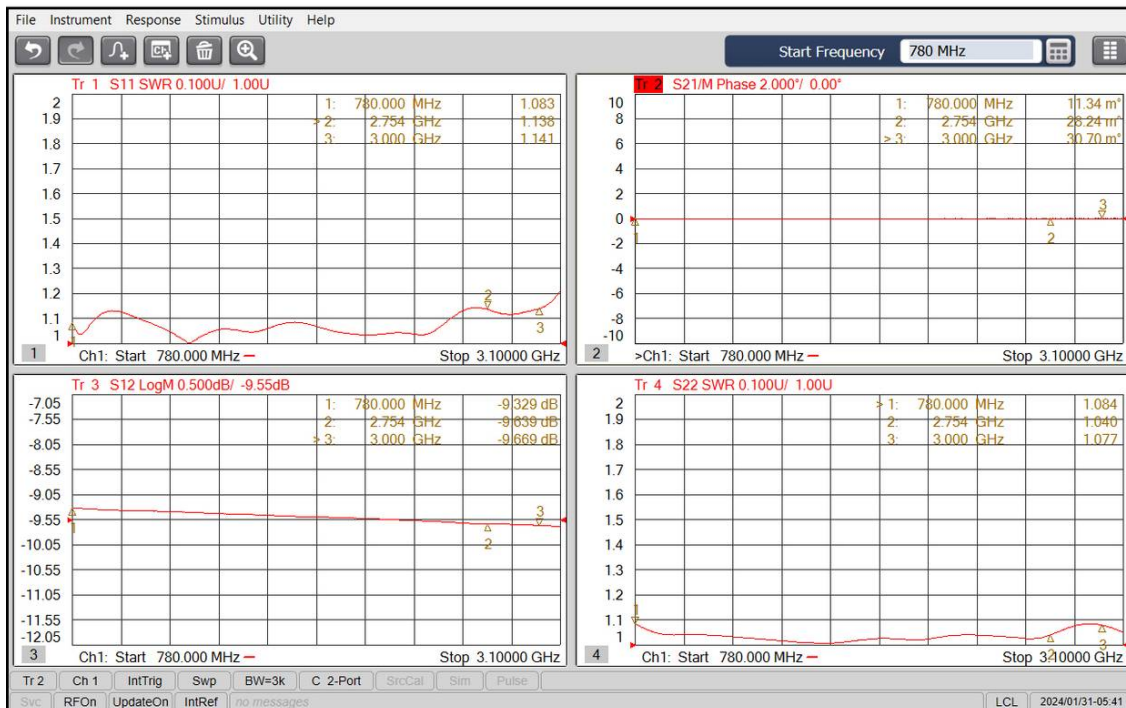 File Instrument Response Stimulus Utility Help
Start Frequency 780 MHz
Tr 1 S11 SWR 0.100U/ 1.00U
1: 780.000 MHz 1.083
> 2: 2.754 GHz 1.138
3: 3.000 GHz 1.141
2
1.9
1.8
1.7
1.6
1.5
1.4
1.3
1.2
1.1
1
1
2
3
1 Ch1: Start 780.000 MHz Stop 3.10000 GHz
Tr 2 S21/M Phase 2.000°/ 0.00°
1: 780.000 MHz 11.34 m°
2: 2.754 GHz 28.24 m°
> 3: 3.000 GHz 30.70 m°
10
8
6
4
2
0
-2
-4
-6
-8
-10
1
2
3
2 >Ch1: Start 780.000 MHz Stop 3.10000 GHz
Tr 3 S12 LogM 0.500dB/ -9.55dB
1: 780.000 MHz -9.329 dB
2: 2.754 GHz -9.639 dB
> 3: 3.000 GHz -9.669 dB
-7.05
-7.55
-8.05
-8.55
-9.05
-9.55
-10.05
-10.55
-11.05
-11.55
-12.05
1
2
3
3 Ch1: Start 780.000 MHz Stop 3.10000 GHz
Tr 4 S22 SWR 0.100U/ 1.00U
> 1: 780.000 MHz 1.084
2: 2.754 GHz 1.040
3: 3.000 GHz 1.077
2
1.9
1.8
1.7
1.6
1.5
1.4
1.3
1.2
1.1
1
1
2
3
4 Ch1: Start 780.000 MHz Stop 3.10000 GHz
Tr 2 Ch 1 IntTrig Swp BW=3k C 2-Port SrcCal Sim Pulse
Svc RFOn UpdateOn IntRef no messages LCL 2024/01/31-05:41